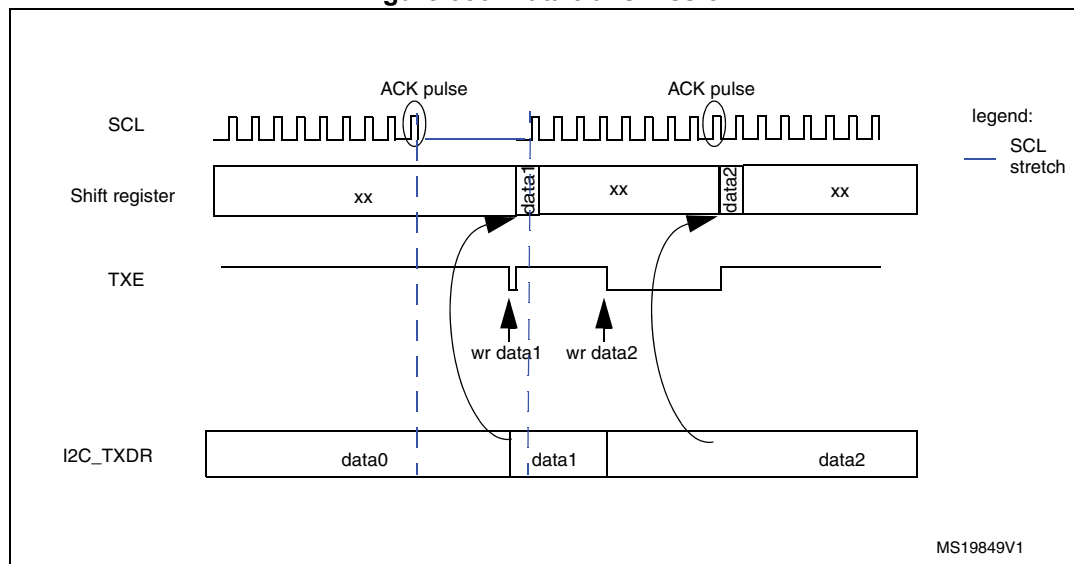 ACK pulse
ACK pulse
SCL
legend:
SCL
stretch
Shift register
xx
data1
xx
data2
xx
TXE
wr data1
wr data2
I2C_TXDR
data0
data1
data2
MS19849V1